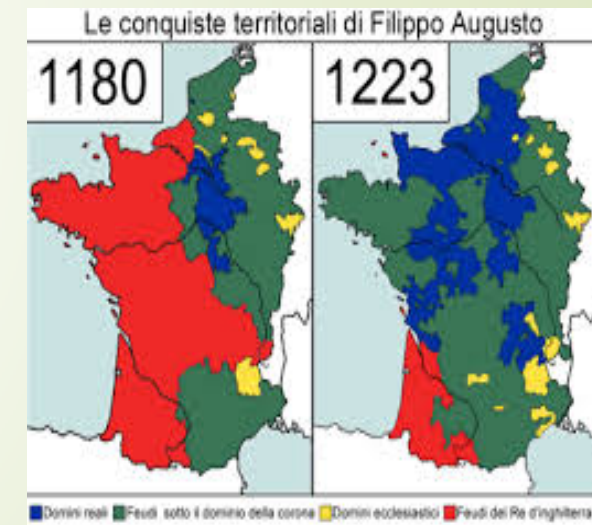 Le conquiste territoriali di Filippo Augusto
1180
1223
Domini reali Feudi sotto il dominio della corona Domini ecclesiastici Feudi dei Re d'inghilterra